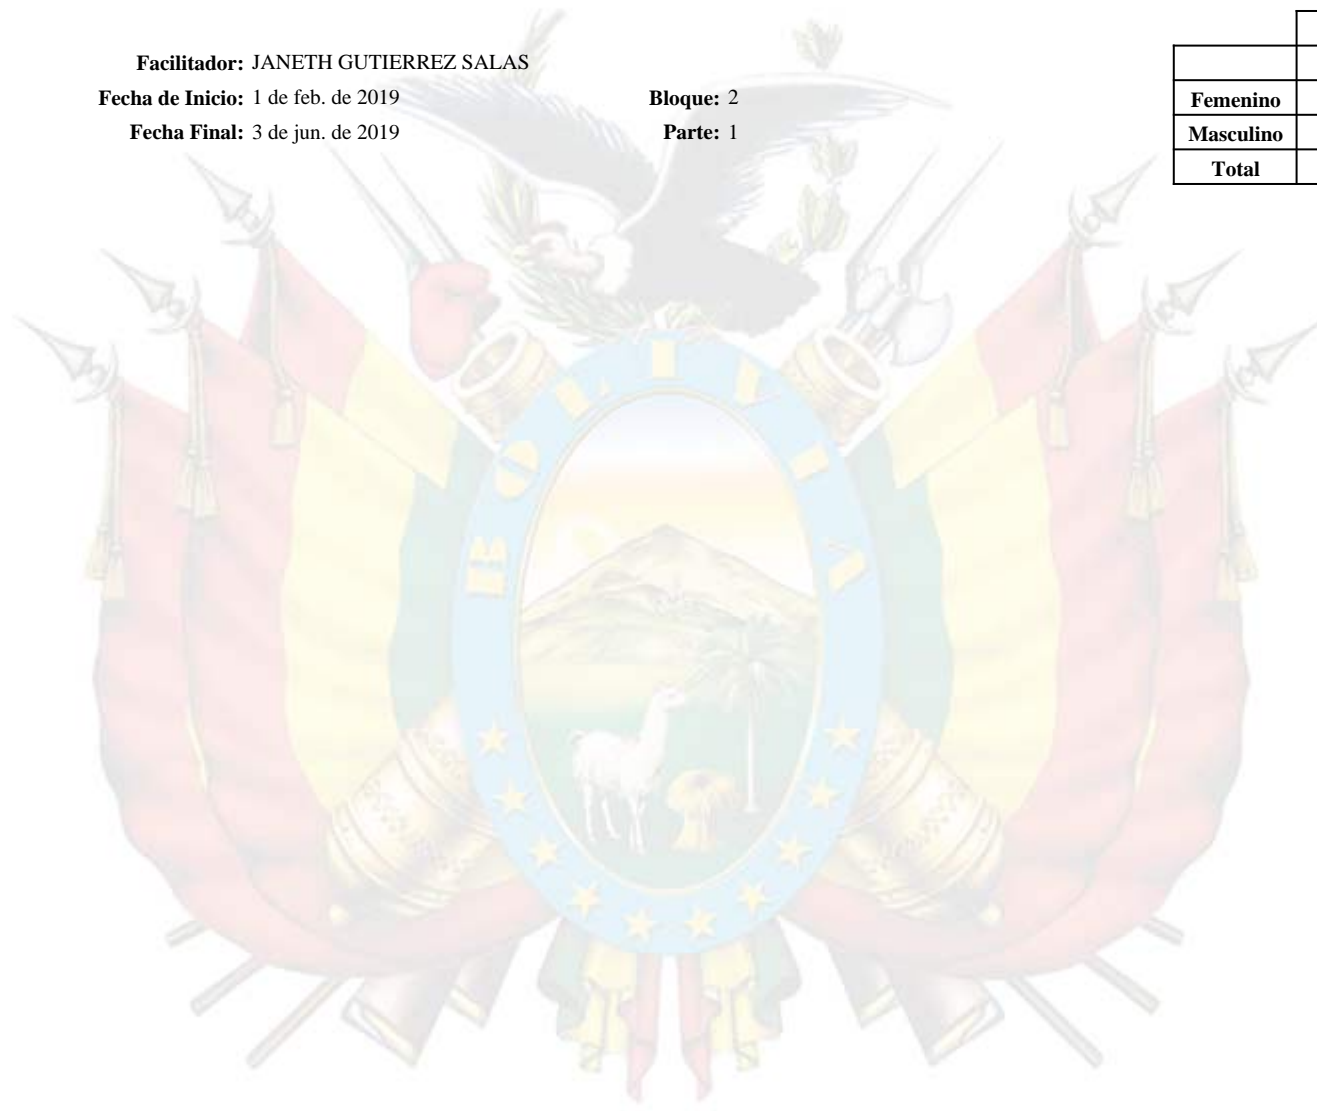 Facilitador: JANETH GUTIERREZ SALAS
Fecha de Inicio: 1 de feb. de 2019 Bloque: 2
Fecha Final: 3 de jun. de 2019 Parte: 1
Femenino
Masculino
Total
BOLIVIA